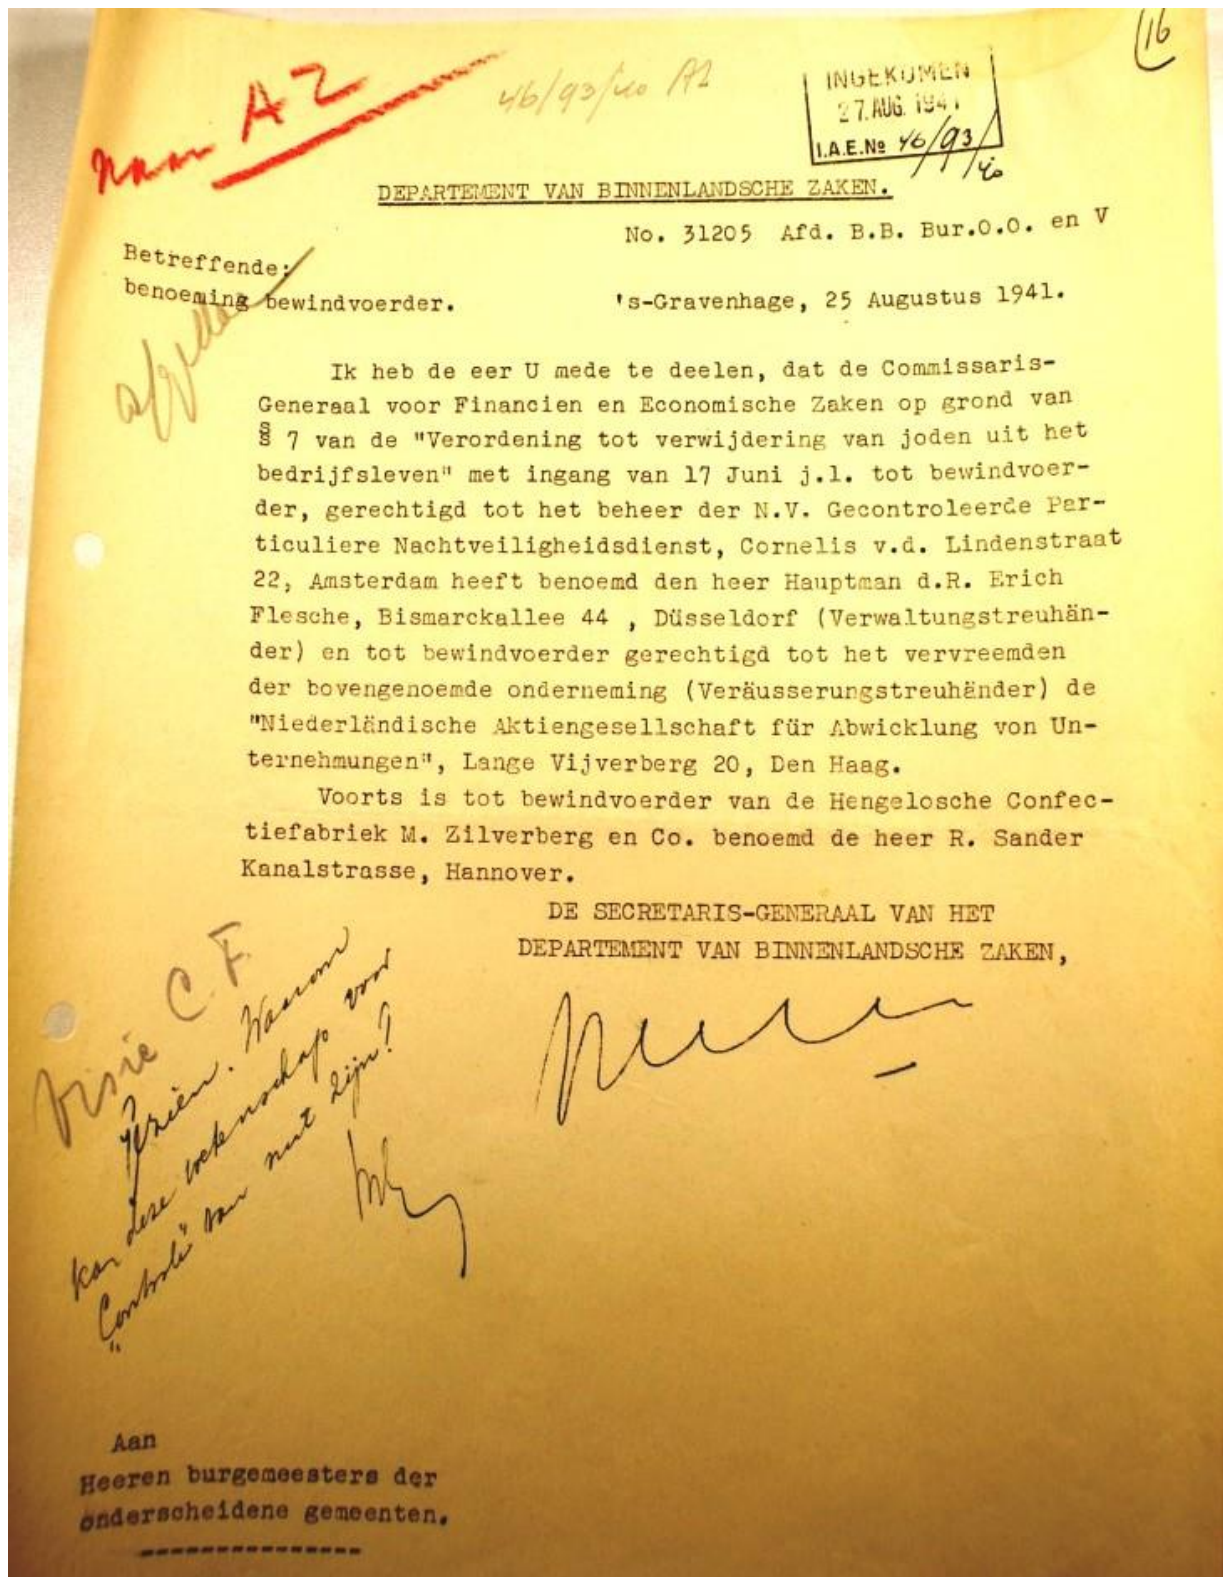 16
naar A2
46/93/40 A2
INGEKOMEN
27.AUG. 1941
I.A.E.No 46/93/40
DEPARTEMENT VAN BINNENLANDSCHE ZAKEN.
No. 31205 Afd. B.B. Bur.O.O. en V
Betreffende:
benoeming bewindvoerder.
's-Gravenhage, 25 Augustus 1941.
Ik heb de eer U mede te deelen, dat de Commissaris-
Generaal voor Financien en Economische Zaken op grond van
§ 7 van de "Verordening tot verwijdering van joden uit het
bedrijfsleven" met ingang van 17 Juni j.l. tot bewindvoer-
der, gerechtigd tot het beheer der N.V. Gecontroleerde Par-
ticuliere Nachtveiligheidsdienst, Cornelis v.d. Lindenstraat
22, Amsterdam heeft benoemd den heer Hauptman d.R. Erich
Flesche, Bismarckallee 44 , Düsseldorf (Verwaltungstreuhän-
der) en tot bewindvoerder gerechtigd tot het vervreemden
der bovengenoemde onderneming (Veräusserungstreuhänder) de
"Niederländische Aktiengesellschaft für Abwicklung von Un-
ternehmungen", Lange Vijverberg 20, Den Haag.
Voorts is tot bewindvoerder van de Hengelosche Confec-
tiefabriek M. Zilverberg en Co. benoemd de heer R. Sander
Kanalstrasse, Hannover.
DE SECRETARIS-GENERAAL VAN HET
DEPARTEMENT VAN BINNENLANDSCHE ZAKEN,
Visie C.F.
Gezien. Waarom
kan deze wetenschap voor
"Controle" van nut zijn?
Aan
Heeren burgemeesters der
onderscheidene gemeenten.